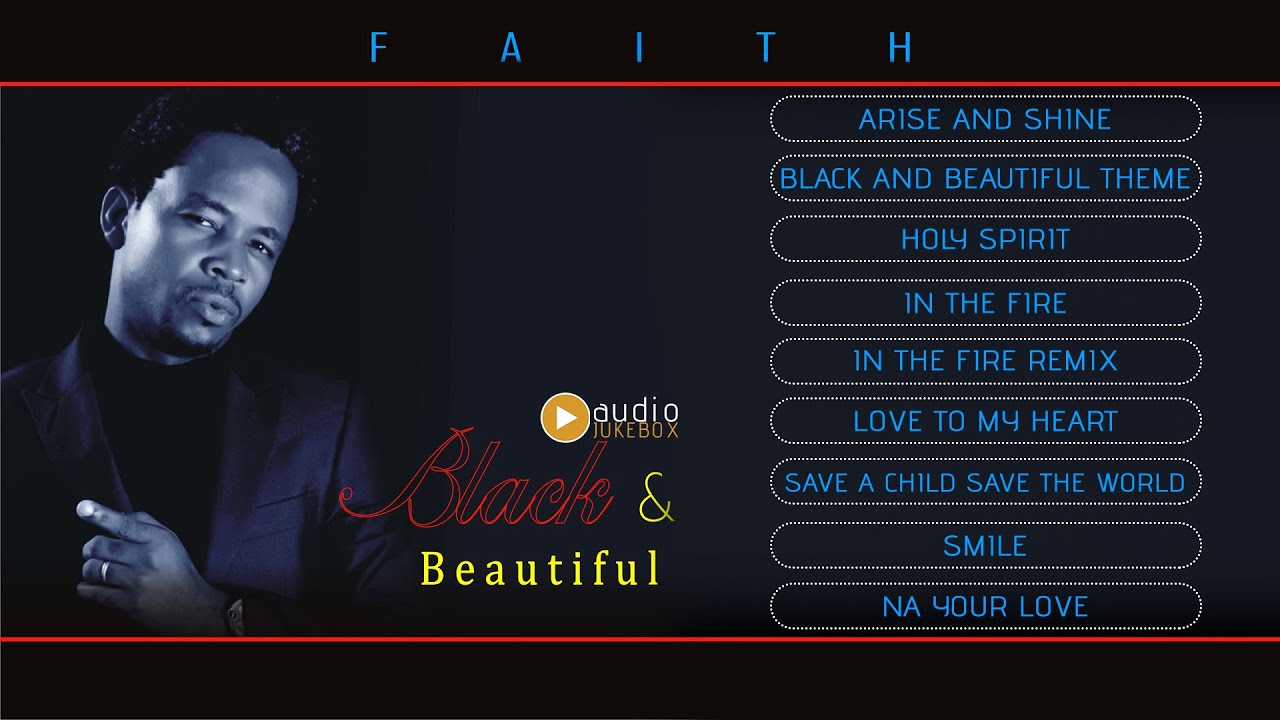 FAITH
audio
JUKEBOX
Black &
Beautiful
ARISE AND SHINE
BLACK AND BEAUTIFUL THEME
HOLY SPIRIT
IN THE FIRE
IN THE FIRE REMIX
LOVE TO MY HEART
SAVE A CHILD SAVE THE WORLD
SMILE
NA YOUR LOVE